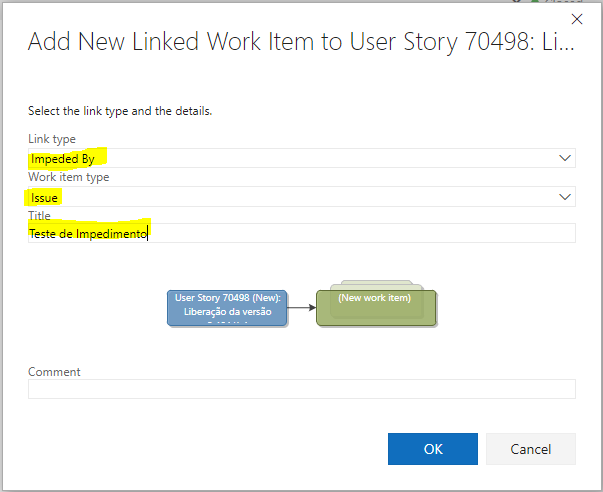 Add New Linked Work Item to User Story 70498: Li...
Select the link type and the details.
Link type
Impeded By
Work item type
Issue
Title
Teste de Impedimento
User Story 70498 (New):
Liberação da versão
(New work item)
Comment
OK
Cancel